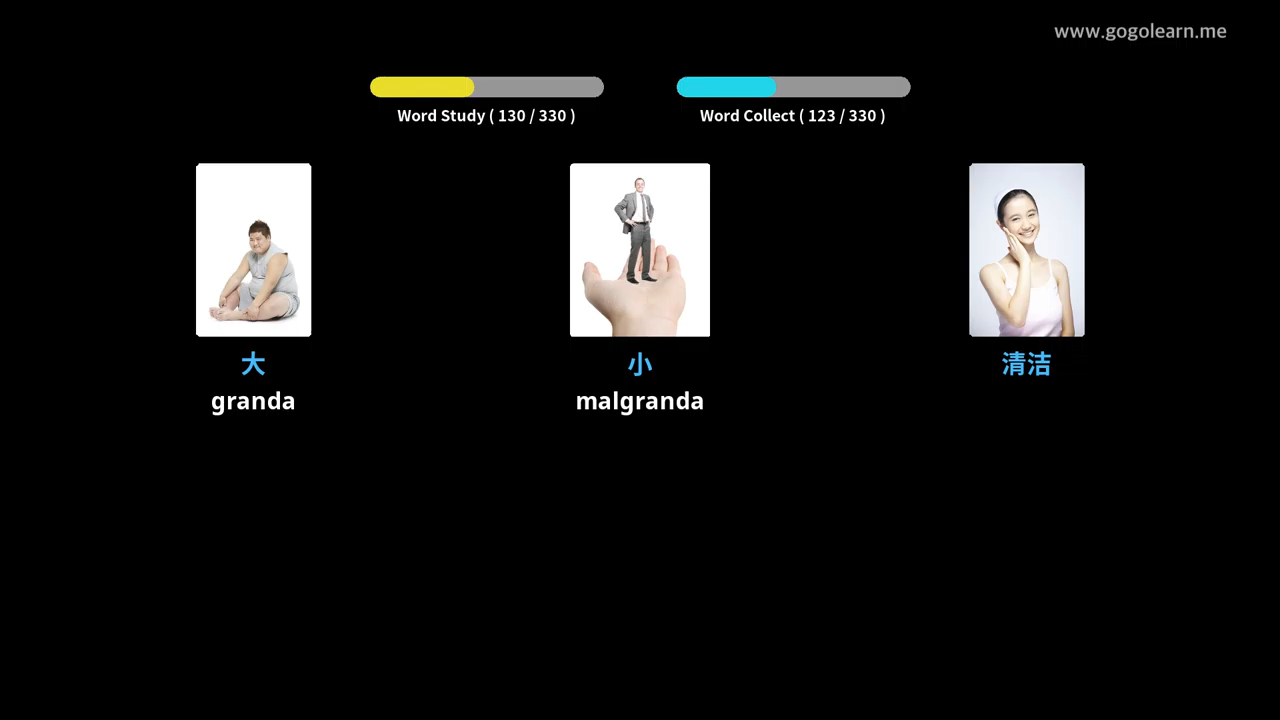 www.gogolearn.me
Word Study ( 130 / 330 )
Word Collect ( 123 / 330 )
大
小
清洁
granda
malgranda